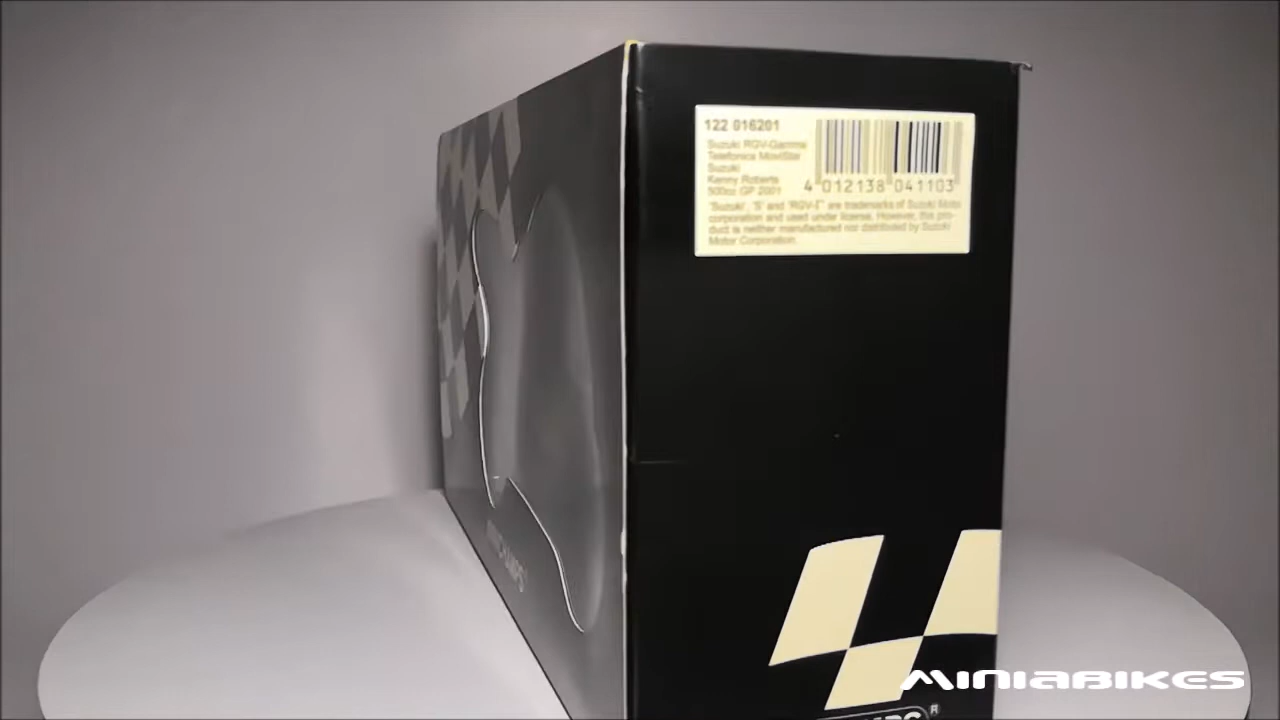 122 016201
Suzuki RGV-Gamma
Telefonica MoviStar
Suzuki
Kenny Roberts
500cc GP 2001
4 012138 041103
'Suzuki', 'S' and 'RGV-Γ' are trademarks of Suzuki Motor
corporation and used under license. However, this pro-
duct is neither manufactured nor distributed by Suzuki
Motor Corporation.
MINIABIKES